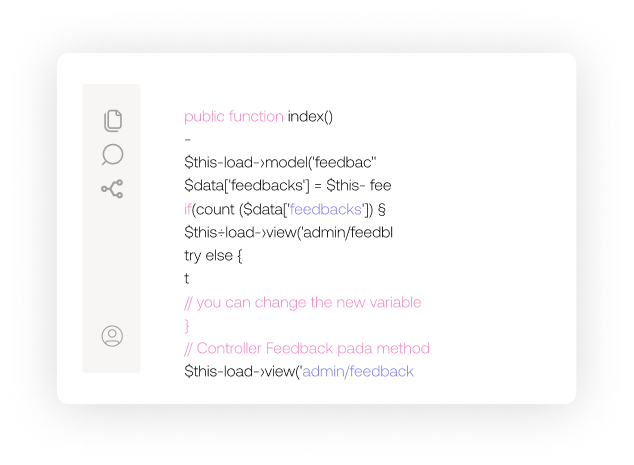 public function index()
-
$this-load->model('feedbac"
$data['feedbacks'] = $this- fee
if(count ($data['feedbacks']) §
$this÷load->view('admin/feedbl
try else {
t
// you can change the new variable
}
// Controller Feedback pada method
$this-load->view('admin/feedback